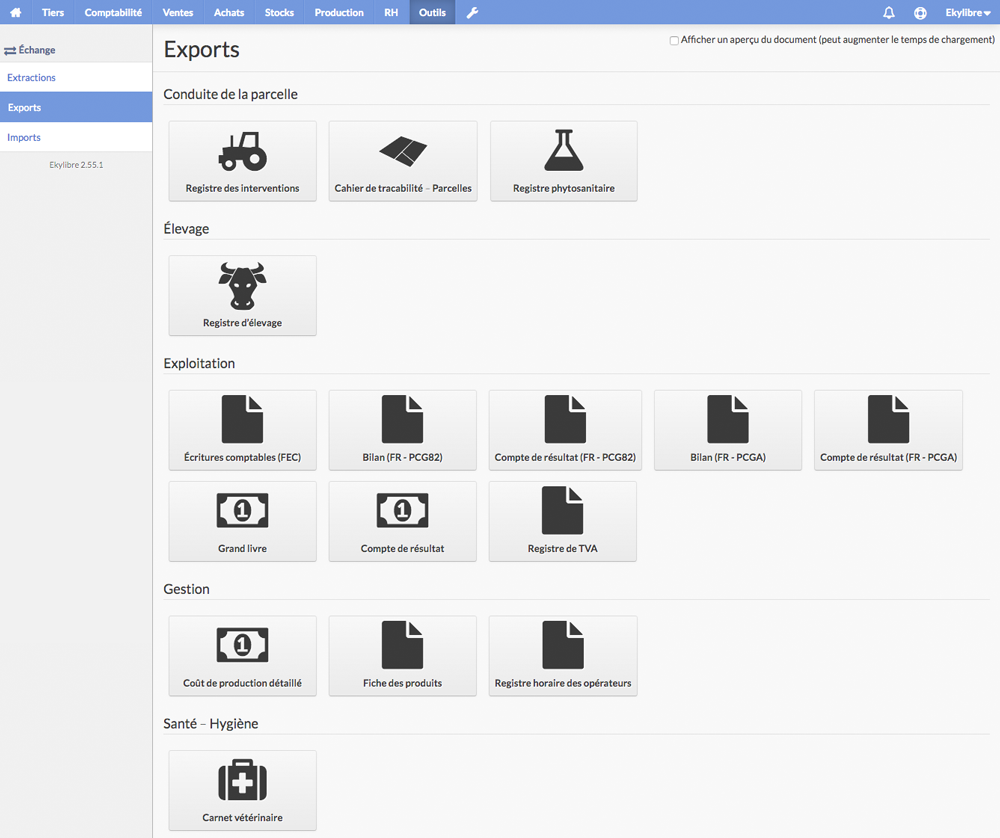 Tiers Comptabilité Ventes Achats Stocks Production RH Outils Ekylibre
Échange
Extractions
Exports
Imports
Ekylibre 2.55.1
Exports
Afficher un aperçu du document (peut augmenter le temps de chargement)
Conduite de la parcelle
Registre des interventions
Cahier de tracabilité – Parcelles
Registre phytosanitaire
Élevage
Registre d'élevage
Exploitation
Écritures comptables (FEC)
Bilan (FR - PCG82)
Compte de résultat (FR - PCG82)
Bilan (FR - PCGA)
Compte de résultat (FR - PCGA)
1
Grand livre
1
Compte de résultat
Registre de TVA
Gestion
1
Coût de production détaillé
Fiche des produits
Registre horaire des opérateurs
Santé – Hygiène
Carnet vétérinaire